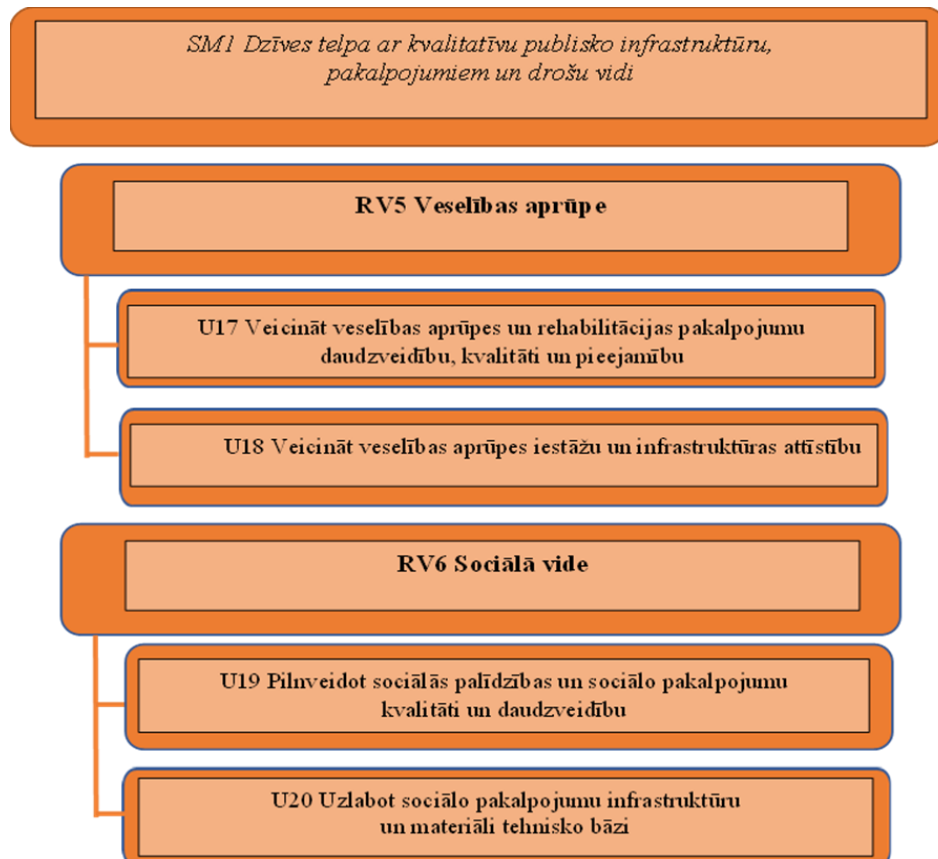 SM1 Dzīves telpa ar kvalitatīvu publisko infrastruktūru,
pakalpojumiem un drošu vidi
RV5 Veselības aprūpe
U17 Veicināt veselības aprūpes un rehabilitācijas pakalpojumu
daudzveidību, kvalitāti un pieejamību
U18 Veicināt veselības aprūpes iestāžu un infrastruktūras attīstību
RV6 Sociālā vide
U19 Pilnveidot sociālās palīdzības un sociālo pakalpojumu
kvalitāti un daudzveidību
U20 Uzlabot sociālo pakalpojumu infrastruktūru
un materiāli tehnisko bāzi